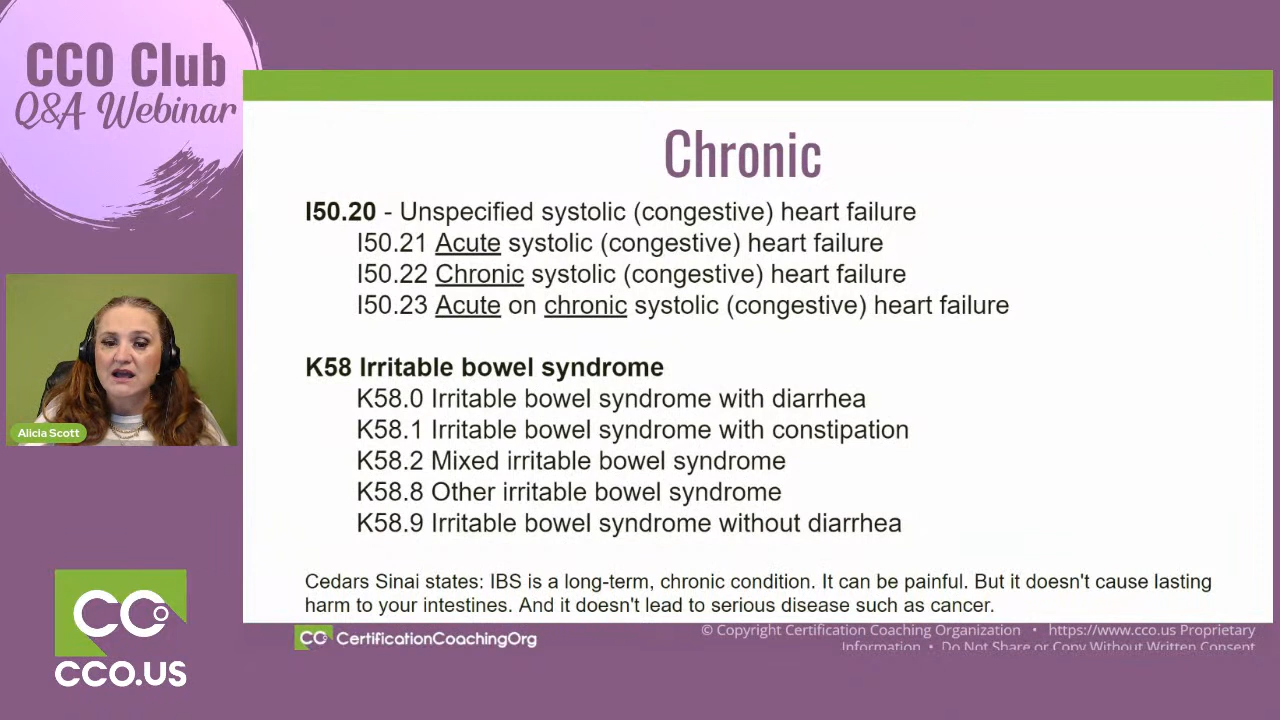 CCO Club
Q&A Webinar
Chronic
I50.20 - Unspecified systolic (congestive) heart failure
I50.21 Acute systolic (congestive) heart failure
I50.22 Chronic systolic (congestive) heart failure
I50.23 Acute on chronic systolic (congestive) heart failure
K58 Irritable bowel syndrome
K58.0 Irritable bowel syndrome with diarrhea
K58.1 Irritable bowel syndrome with constipation
K58.2 Mixed irritable bowel syndrome
K58.8 Other irritable bowel syndrome
K58.9 Irritable bowel syndrome without diarrhea
Cedars Sinai states: IBS is a long-term, chronic condition. It can be painful. But it doesn't cause lasting
harm to your intestines. And it doesn't lead to serious disease such as cancer.
Alicia Scott
CCO
CCO.US
CCO CertificationCoachingOrg
© Copyright Certification Coaching Organization • https://www.cco.us Proprietary
Information • Do Not Share or Copy Without Written Consent